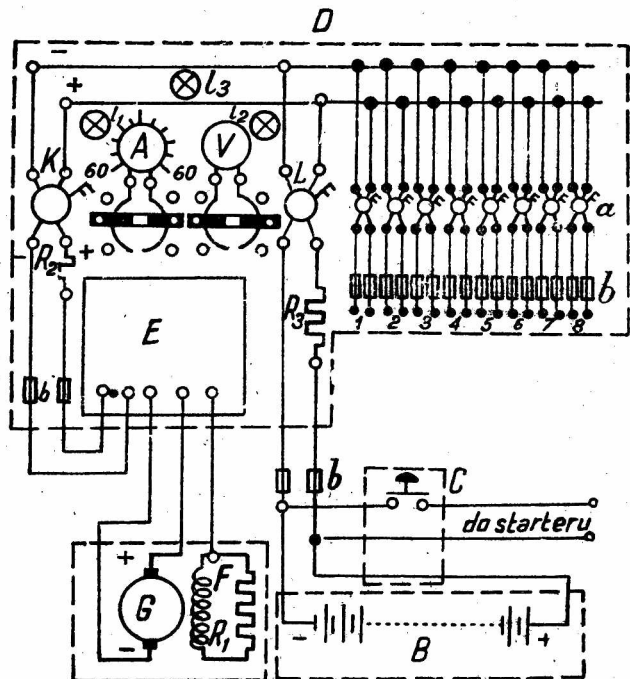 D
-
+
l3
l1
l2
A
V
60 60
K
L
a
- R2 +
R3
b
1 2 3 4 5 6 7 8
E
b
b
C
do starteru
+
G
-
F
R1
- +
B